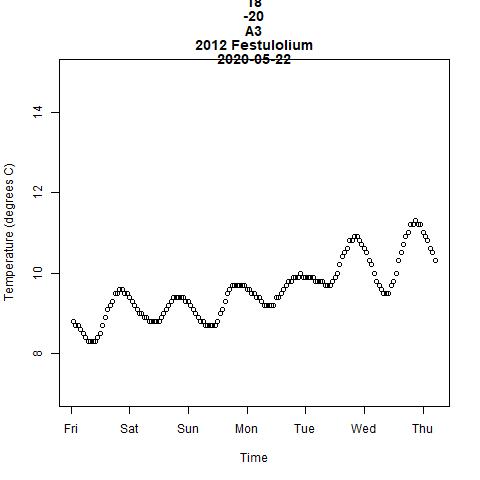 18
-20
A3
2012 Festulolium
2020-05-22
Temperature (degrees C)
14
12
10
8
Fri Sat Sun Mon Tue Wed Thu
Time